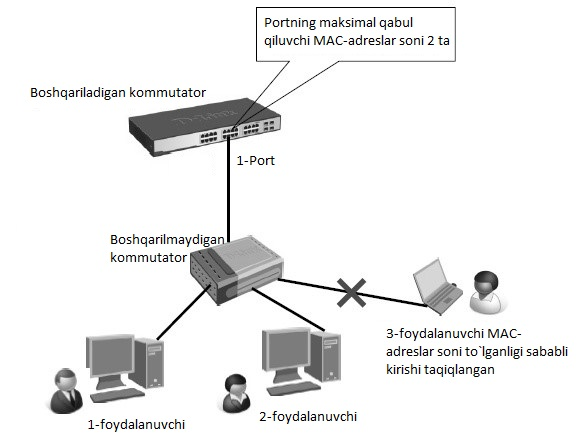 Portning maksimal qabul
qiluvchi MAC-adreslar soni 2 ta
Boshqariladigan kommutator
D-Link
1-Port
Boshqarilmaydigan
kommutator
3-foydalanuvchi MAC-
adreslar soni to`lganligi sababli
kirishi taqiqlangan
1-foydalanuvchi
2-foydalanuvchi